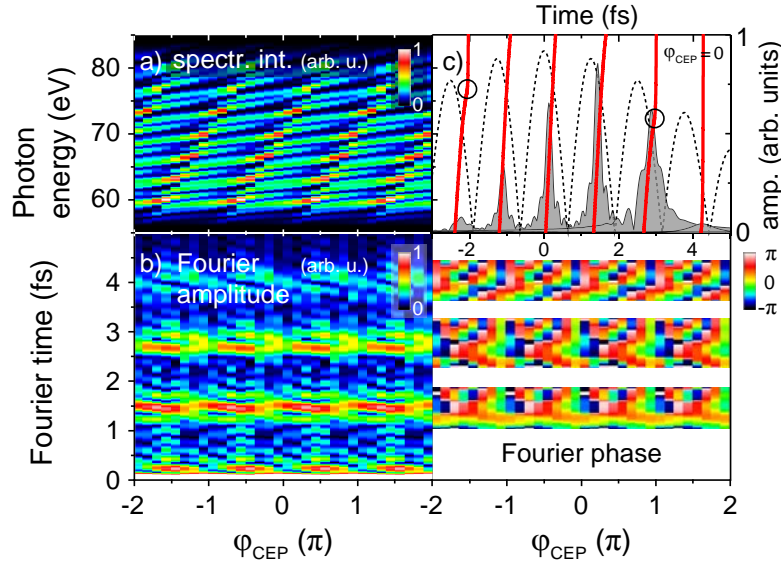 Time (fs)
a) spectr. int. (arb. u.)
1
0
c)
φCEP = 0
1
0
80
70
60
Photon
energy (eV)
amp. (arb. units)
-2 0 2 4
b) Fourier
amplitude
(arb. u.)
1
0
π
0
-π
4
3
2
1
0
Fourier time (fs)
Fourier phase
-2 -1 0 1 2
-2 -1 0 1 2
φCEP (π)
φCEP (π)